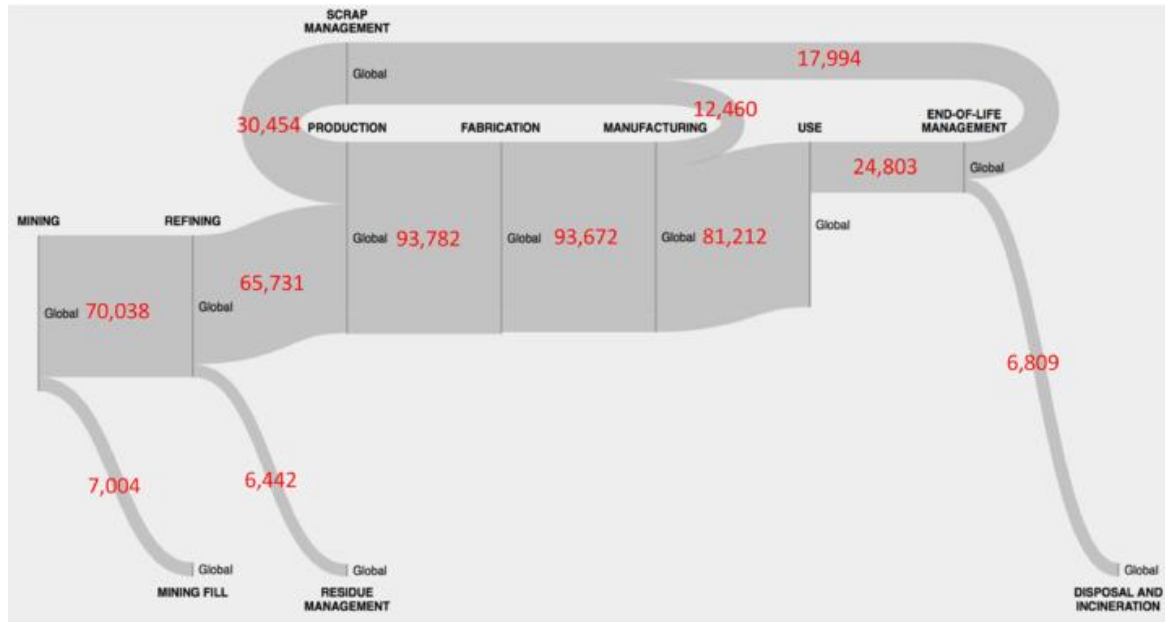 SCRAP
MANAGEMENT
Global
17,994
30,454
12,460
PRODUCTION
FABRICATION
MANUFACTURING
USE
END-OF-LIFE
MANAGEMENT
24,803
Global
MINING
REFINING
Global
Global 93,782
Global 93,672
Global 81,212
65,731
Global 70,038
Global
6,809
7,004
6,442
Global
MINING FILL
Global
RESIDUE
MANAGEMENT
Global
DISPOSAL AND
INCINERATION